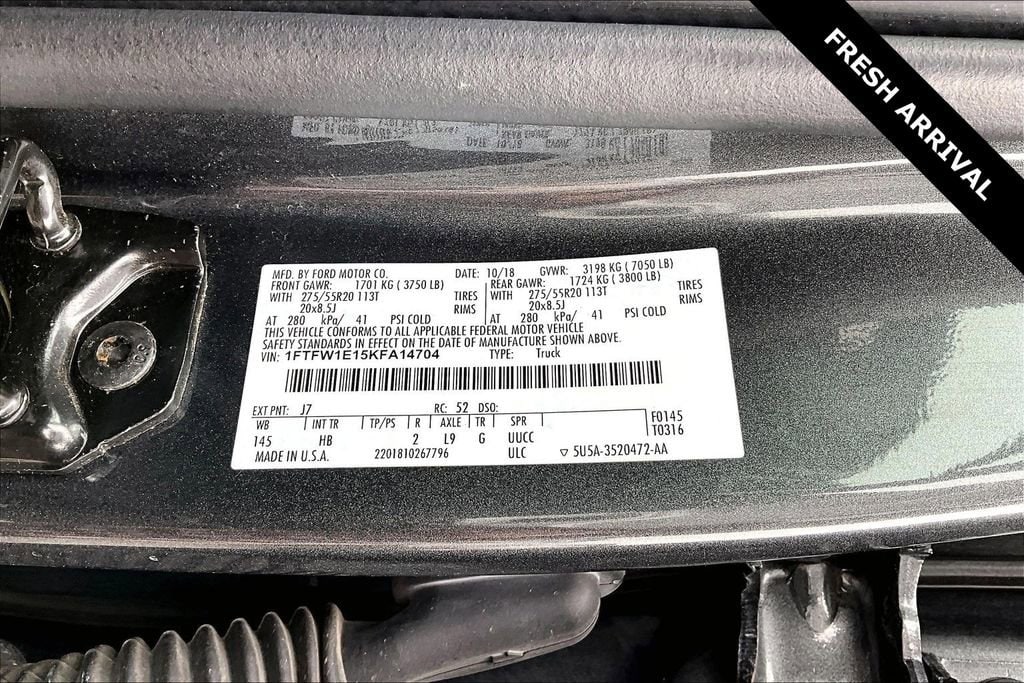 FRESH ARRIVAL
MFD. BY FORD MOTOR CO. DATE: 10/18 GVWR: 3198 KG ( 7050 LB)
FRONT GAWR: 1701 KG ( 3750 LB) REAR GAWR: 1724 KG ( 3800 LB)
WITH 275/55R20 113T TIRES WITH 275/55R20 113T TIRES
20x8.5J RIMS 20x8.5J RIMS
AT 280 kPa/ 41 PSI COLD AT 280 kPa/ 41 PSI COLD
THIS VEHICLE CONFORMS TO ALL APPLICABLE FEDERAL MOTOR VEHICLE
SAFETY STANDARDS IN EFFECT ON THE DATE OF MANUFACTURE SHOWN ABOVE.
VIN: 1FTFW1E15KFA14704 TYPE: Truck
EXT PNT: J7 RC: 52 DSO:
WB INT TR TP/PS R AXLE TR SPR F0145
145 HB 2 L9 G UUCC T0316
MADE IN U.S.A. 2201810267796 ULC ▽ 5U5A-3520472-AA